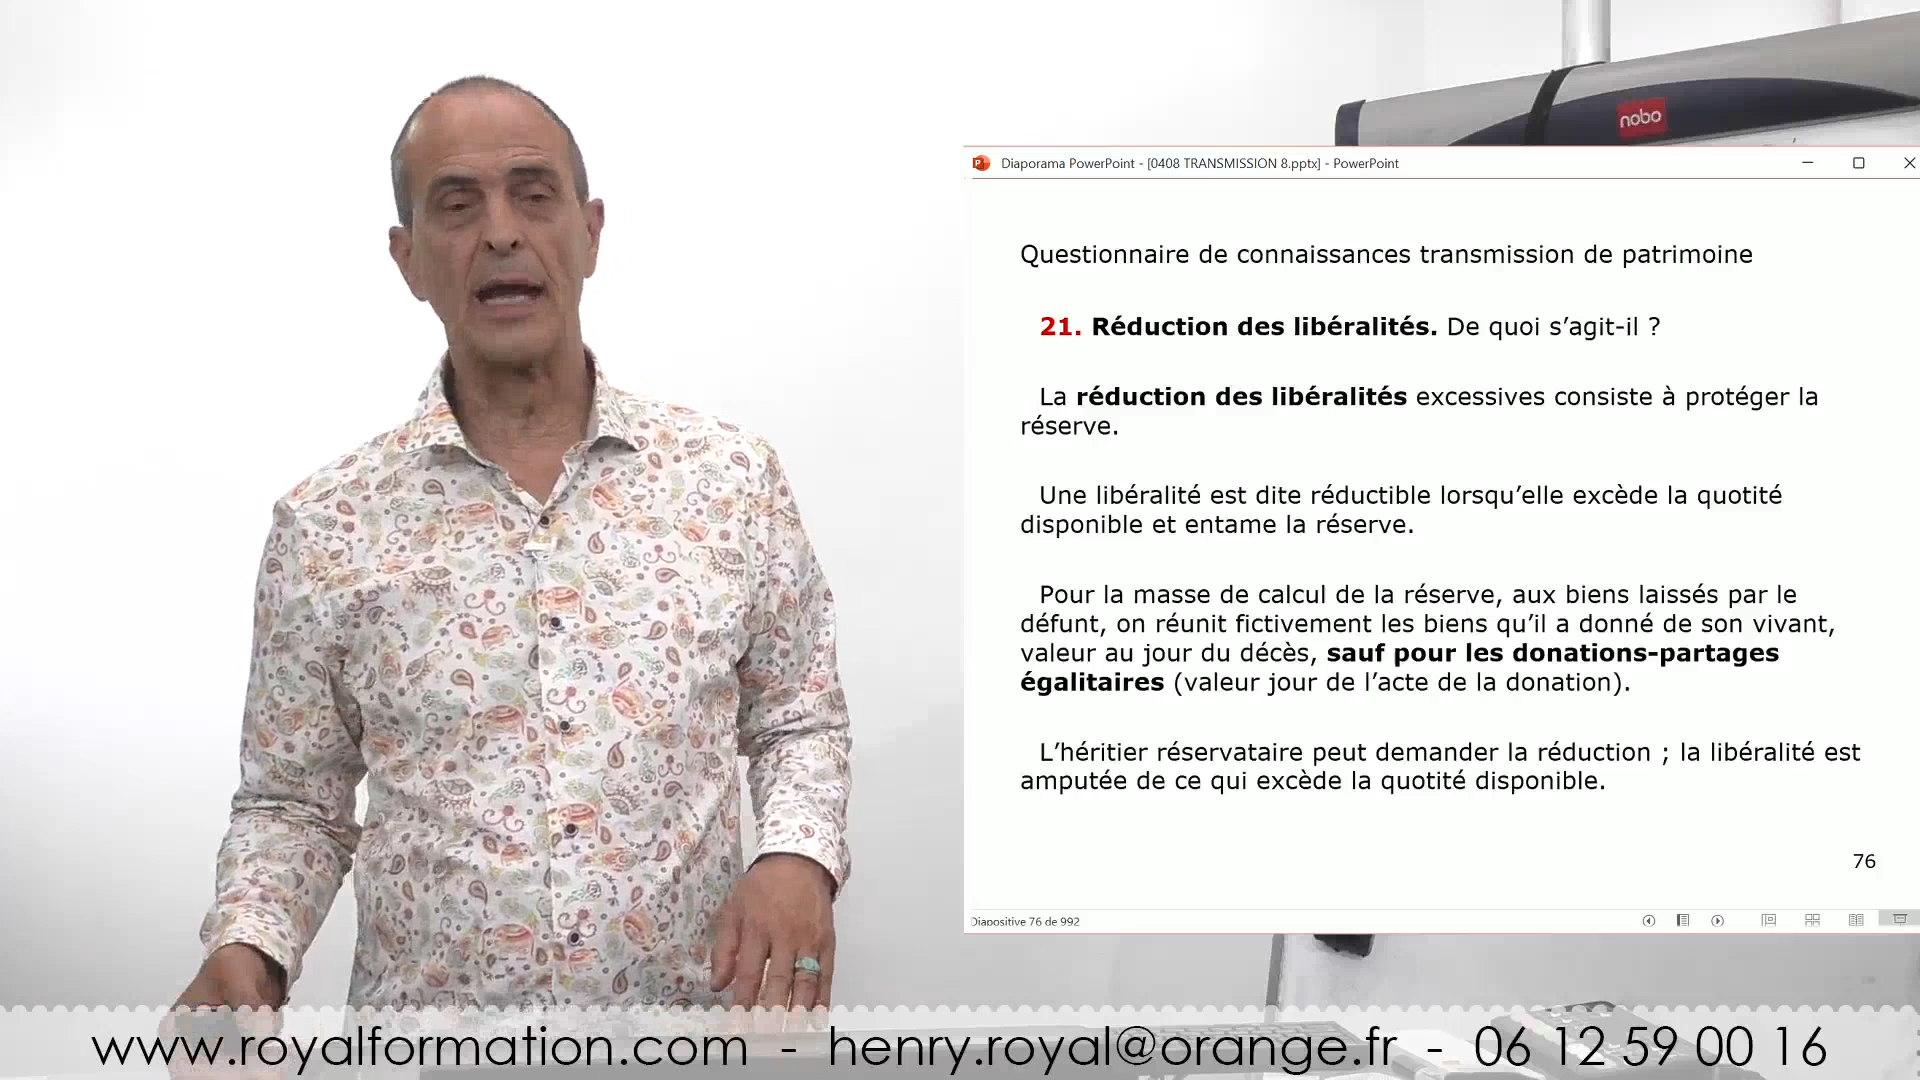 nobo
Diaporama PowerPoint - [0408 TRANSMISSION 8.pptx] - PowerPoint
Questionnaire de connaissances transmission de patrimoine
21. Réduction des libéralités. De quoi s’agit-il ?
La réduction des libéralités excessives consiste à protéger la
réserve.
Une libéralité est dite réductible lorsqu’elle excède la quotité
disponible et entame la réserve.
Pour la masse de calcul de la réserve, aux biens laissés par le
défunt, on réunit fictivement les biens qu’il a donné de son vivant,
valeur au jour du décès, sauf pour les donations-partages
égalitaires (valeur jour de l’acte de la donation).
L’héritier réservataire peut demander la réduction ; la libéralité est
amputée de ce qui excède la quotité disponible.
76
Diapositive 76 de 992
www.royalformation.com - henry.royal@orange.fr - 06 12 59 00 16